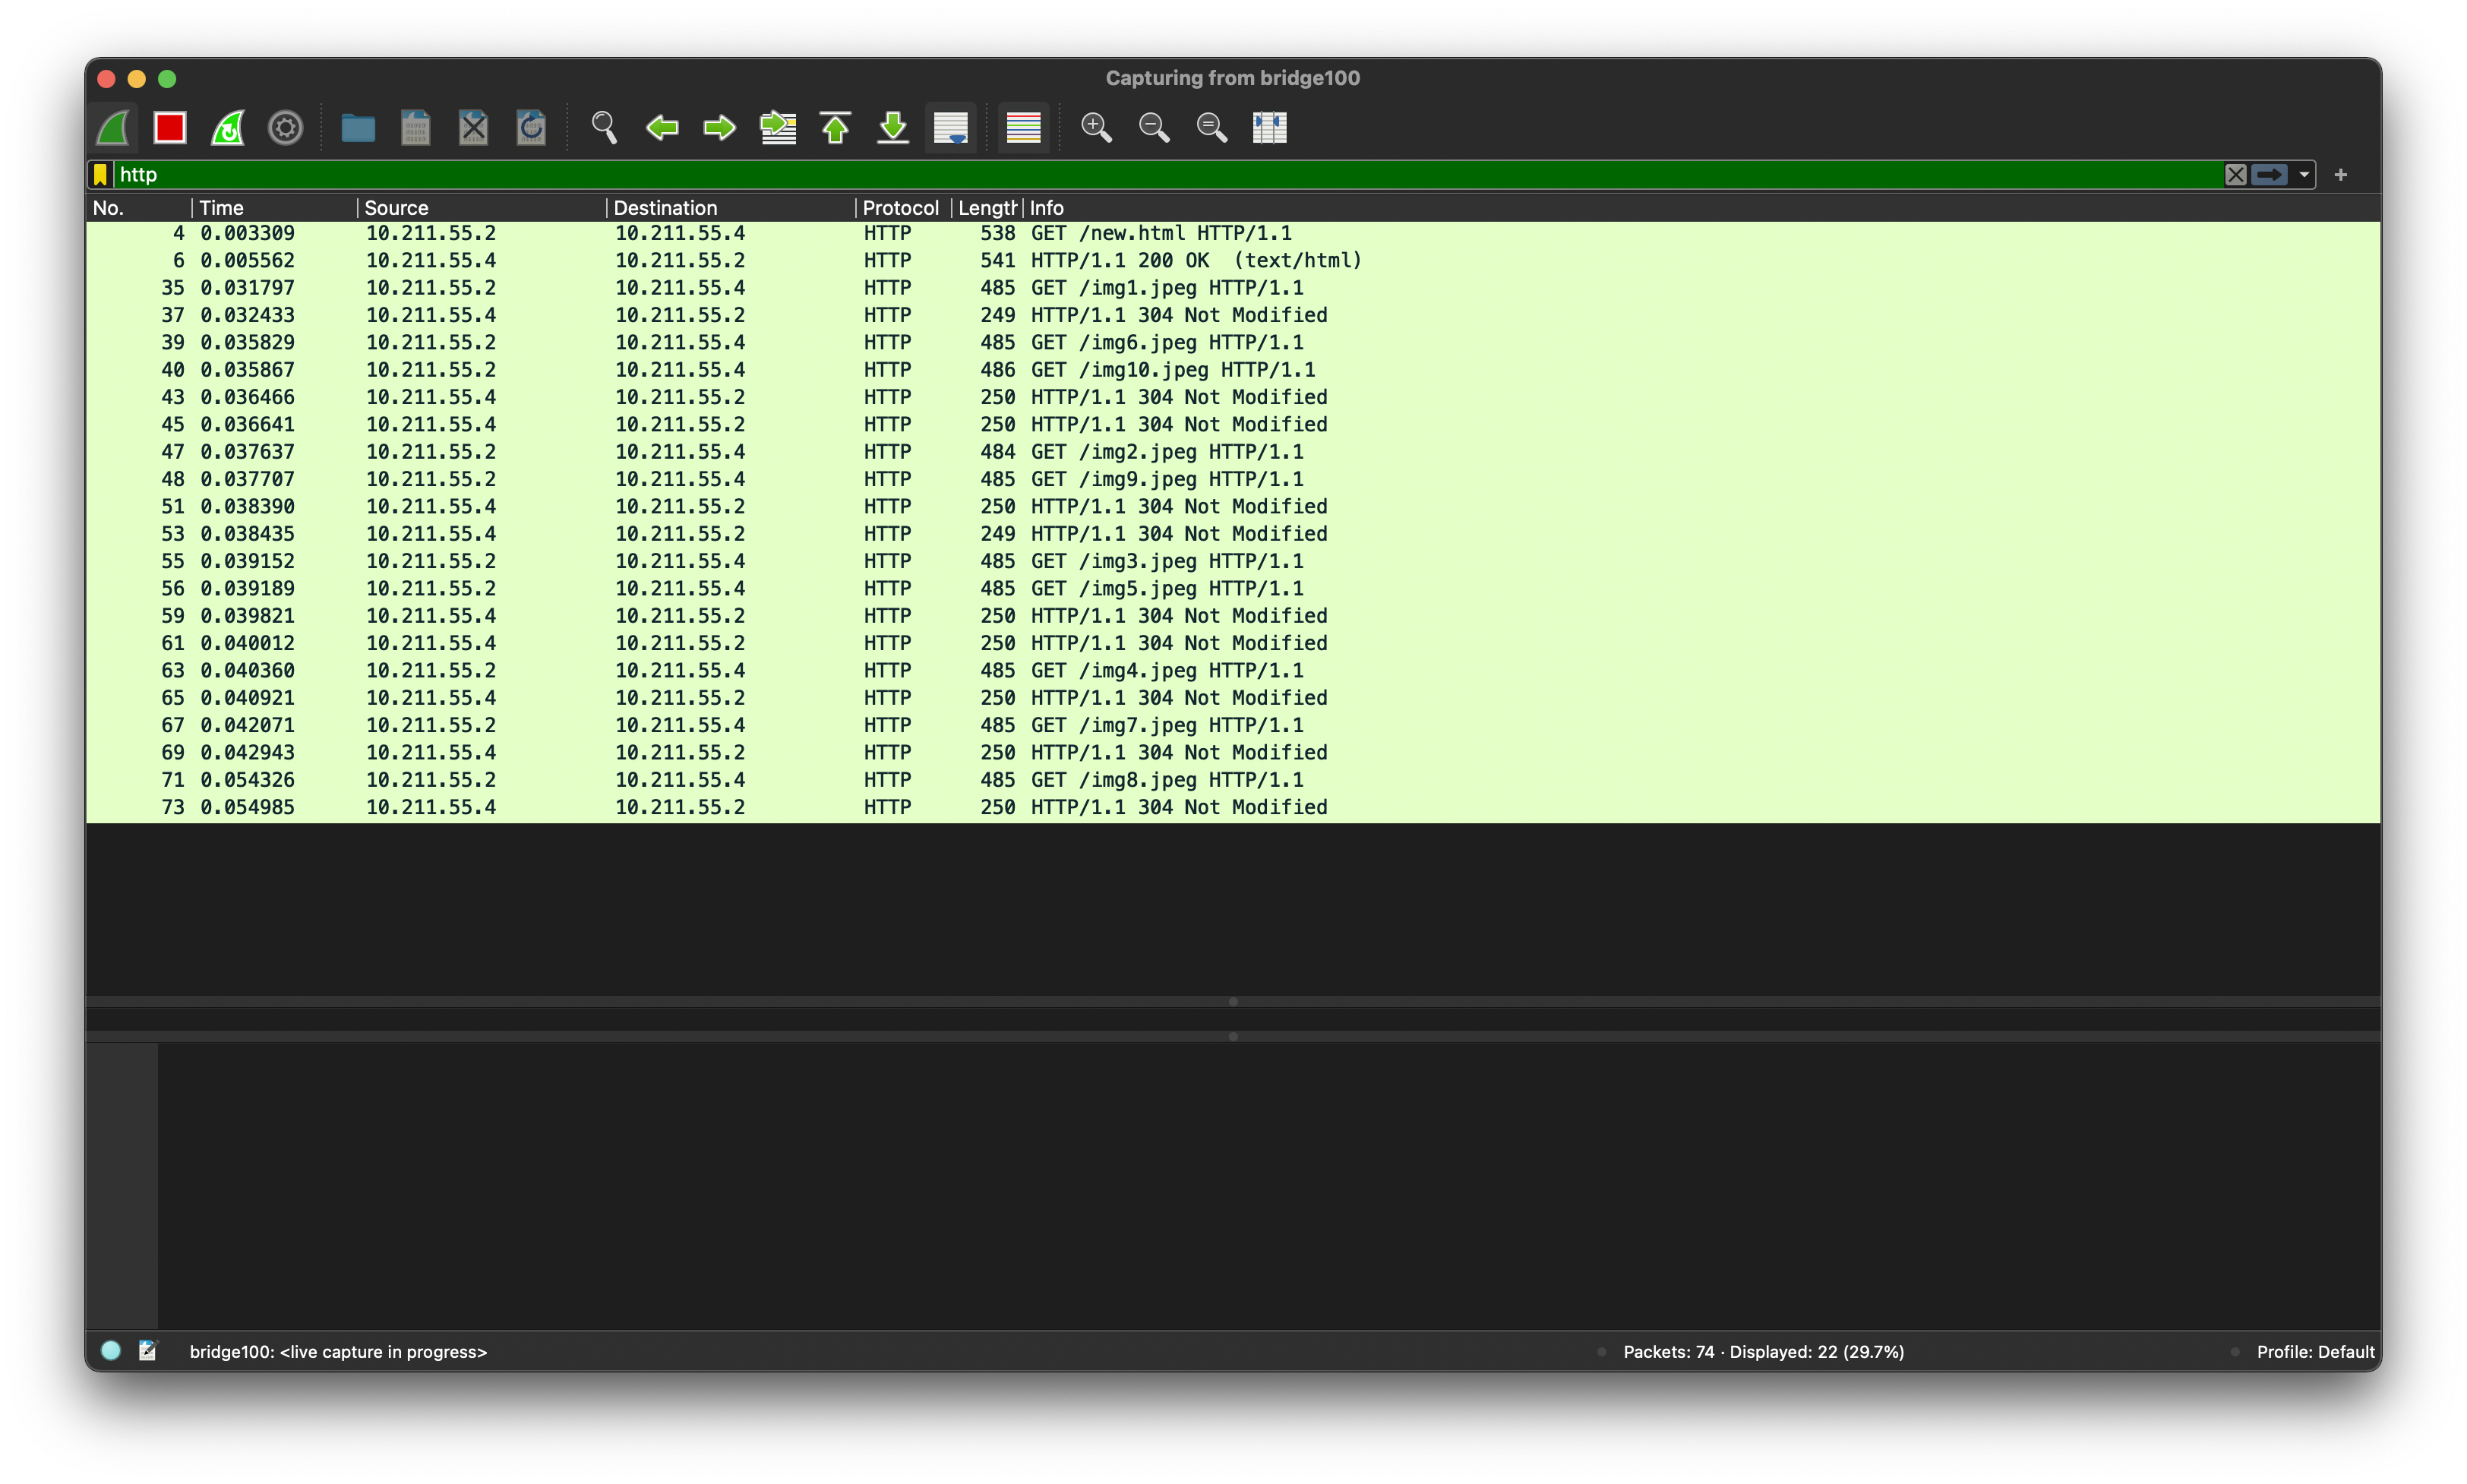 Capturing from bridge100
http
No. Time Source Destination Protocol Length Info
4 0.003309 10.211.55.2 10.211.55.4 HTTP 538 GET /new.html HTTP/1.1
6 0.005562 10.211.55.4 10.211.55.2 HTTP 541 HTTP/1.1 200 OK (text/html)
35 0.031797 10.211.55.2 10.211.55.4 HTTP 485 GET /img1.jpeg HTTP/1.1
37 0.032433 10.211.55.4 10.211.55.2 HTTP 249 HTTP/1.1 304 Not Modified
39 0.035829 10.211.55.2 10.211.55.4 HTTP 485 GET /img6.jpeg HTTP/1.1
40 0.035867 10.211.55.2 10.211.55.4 HTTP 486 GET /img10.jpeg HTTP/1.1
43 0.036466 10.211.55.4 10.211.55.2 HTTP 250 HTTP/1.1 304 Not Modified
45 0.036641 10.211.55.4 10.211.55.2 HTTP 250 HTTP/1.1 304 Not Modified
47 0.037637 10.211.55.2 10.211.55.4 HTTP 484 GET /img2.jpeg HTTP/1.1
48 0.037707 10.211.55.2 10.211.55.4 HTTP 485 GET /img9.jpeg HTTP/1.1
51 0.038390 10.211.55.4 10.211.55.2 HTTP 250 HTTP/1.1 304 Not Modified
53 0.038435 10.211.55.4 10.211.55.2 HTTP 249 HTTP/1.1 304 Not Modified
55 0.039152 10.211.55.2 10.211.55.4 HTTP 485 GET /img3.jpeg HTTP/1.1
56 0.039189 10.211.55.2 10.211.55.4 HTTP 485 GET /img5.jpeg HTTP/1.1
59 0.039821 10.211.55.4 10.211.55.2 HTTP 250 HTTP/1.1 304 Not Modified
61 0.040012 10.211.55.4 10.211.55.2 HTTP 250 HTTP/1.1 304 Not Modified
63 0.040360 10.211.55.2 10.211.55.4 HTTP 485 GET /img4.jpeg HTTP/1.1
65 0.040921 10.211.55.4 10.211.55.2 HTTP 250 HTTP/1.1 304 Not Modified
67 0.042071 10.211.55.2 10.211.55.4 HTTP 485 GET /img7.jpeg HTTP/1.1
69 0.042943 10.211.55.4 10.211.55.2 HTTP 250 HTTP/1.1 304 Not Modified
71 0.054326 10.211.55.2 10.211.55.4 HTTP 485 GET /img8.jpeg HTTP/1.1
73 0.054985 10.211.55.4 10.211.55.2 HTTP 250 HTTP/1.1 304 Not Modified
bridge100: <live capture in progress> Packets: 74 · Displayed: 22 (29.7%) Profile: Default